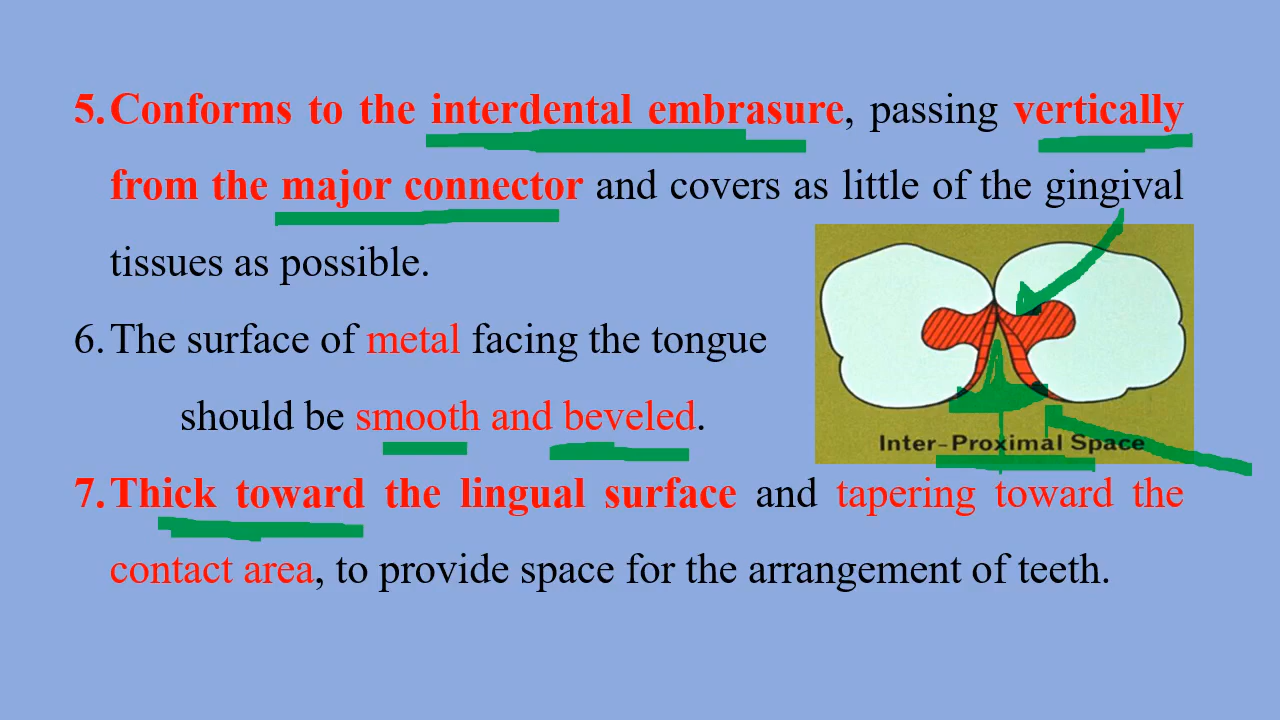 5. Conforms to the interdental embrasure, passing vertically
from the major connector and covers as little of the gingival
tissues as possible.
6. The surface of metal facing the tongue
should be smooth and beveled.
Inter-Proximal Space
7. Thick toward the lingual surface and tapering toward the
contact area, to provide space for the arrangement of teeth.